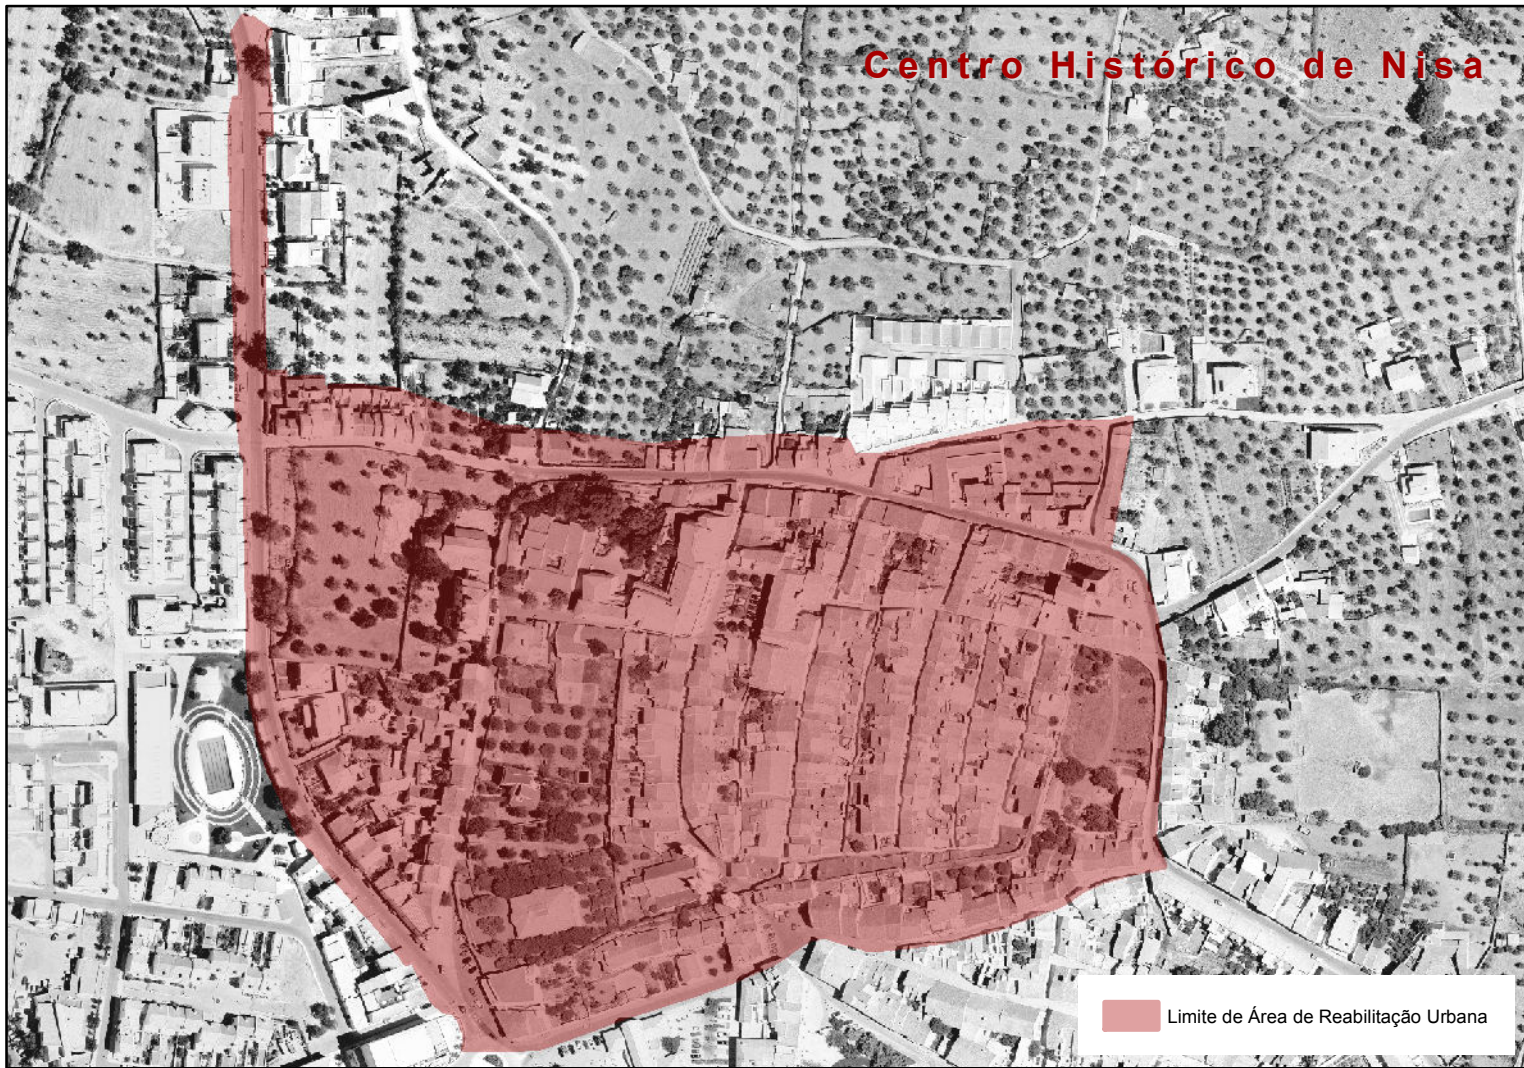 Centro Histórico de Nisa
Limite de Área de Reabilitação Urbana